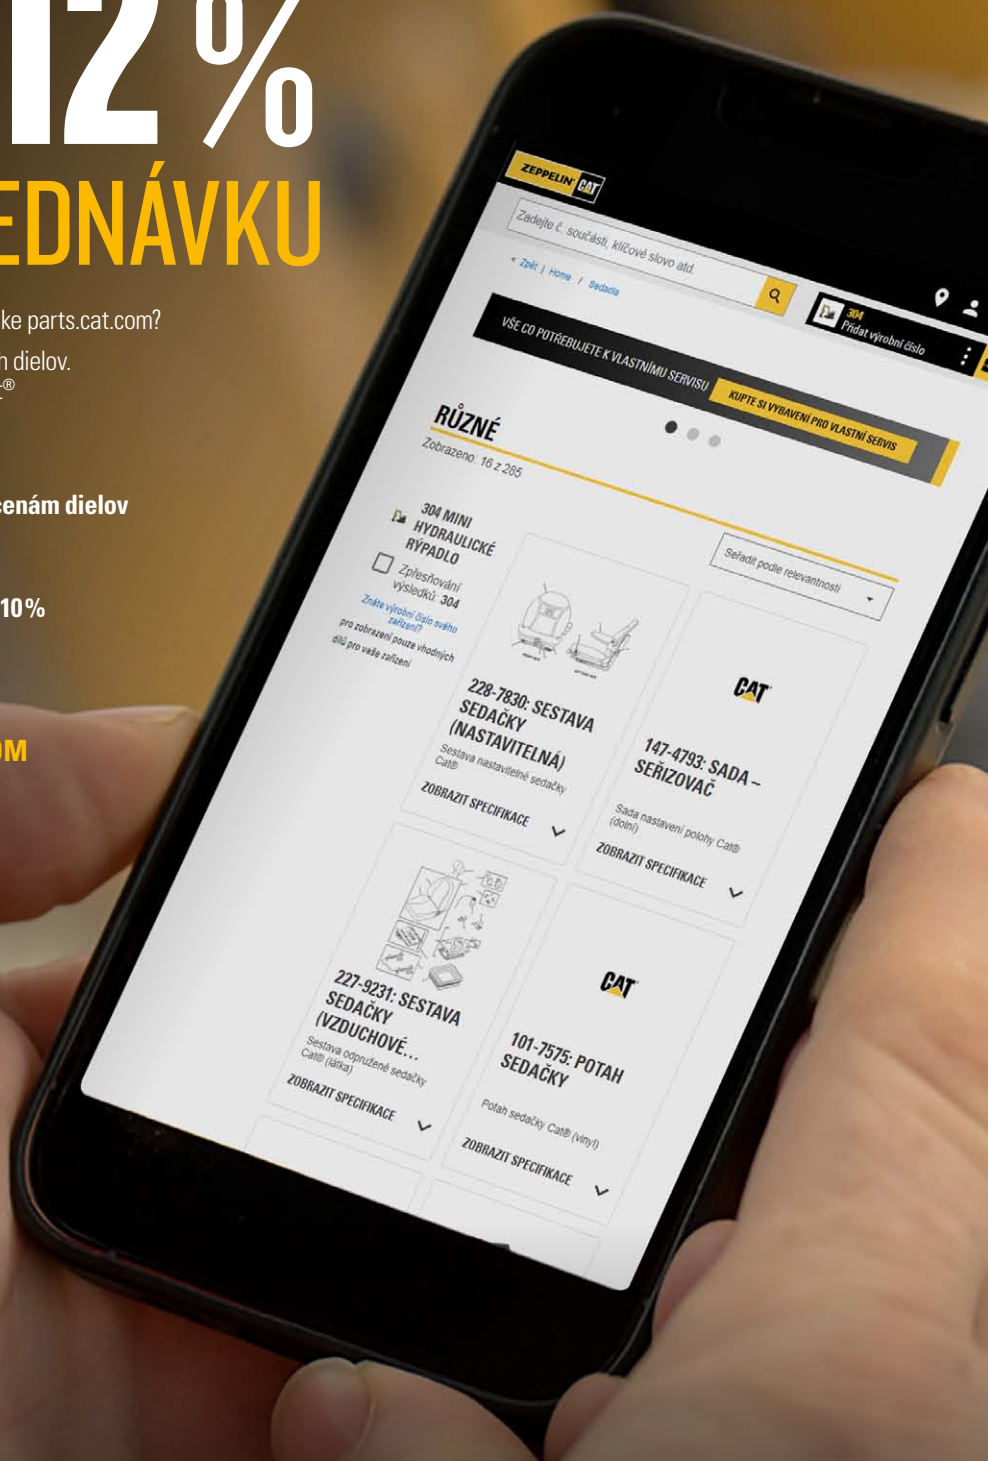 12%
EDNÁVKU
ke parts.cat.com?
h dielov.
®
cenám dielov
10%
OM
ZEPPELIN CAT
Zadejte č. součásti, klíčové slovo atd.
< Zpět | Home / Sedadla
304
Přidat výrobní číslo
VŠE CO POTŘEBUJETE K VLASTNÍMU SERVISU
KUPTE SI VYBAVENÍ PRO VLASTNÍ SERVIS
RŮZNÉ
Zobrazeno: 16 z 285
Seřadit podle relevantnosti
304 MINI
HYDRAULICKÉ
RÝPADLO
Zpřesňování
výsledků: 304
Znáte výrobní číslo svého
zařízení?
pro zobrazení pouze vhodných
dílů pro vaše zařízení
228-7830: SESTAVA
SEDAČKY
(NASTAVITELNÁ)
Sestava nastavitelné sedačky
Cat®
ZOBRAZIT SPECIFIKACE
CAT
147-4793: SADA –
SEŘIZOVAČ
Sada nastavení polohy Cat®
(dolní)
ZOBRAZIT SPECIFIKACE
227-9231: SESTAVA
SEDAČKY
(VZDUCHOVÉ…
Sestava odpružené sedačky
Cat® (látka)
ZOBRAZIT SPECIFIKACE
CAT
101-7575: POTAH
SEDAČKY
Potah sedačky Cat® (vinyl)
ZOBRAZIT SPECIFIKACE